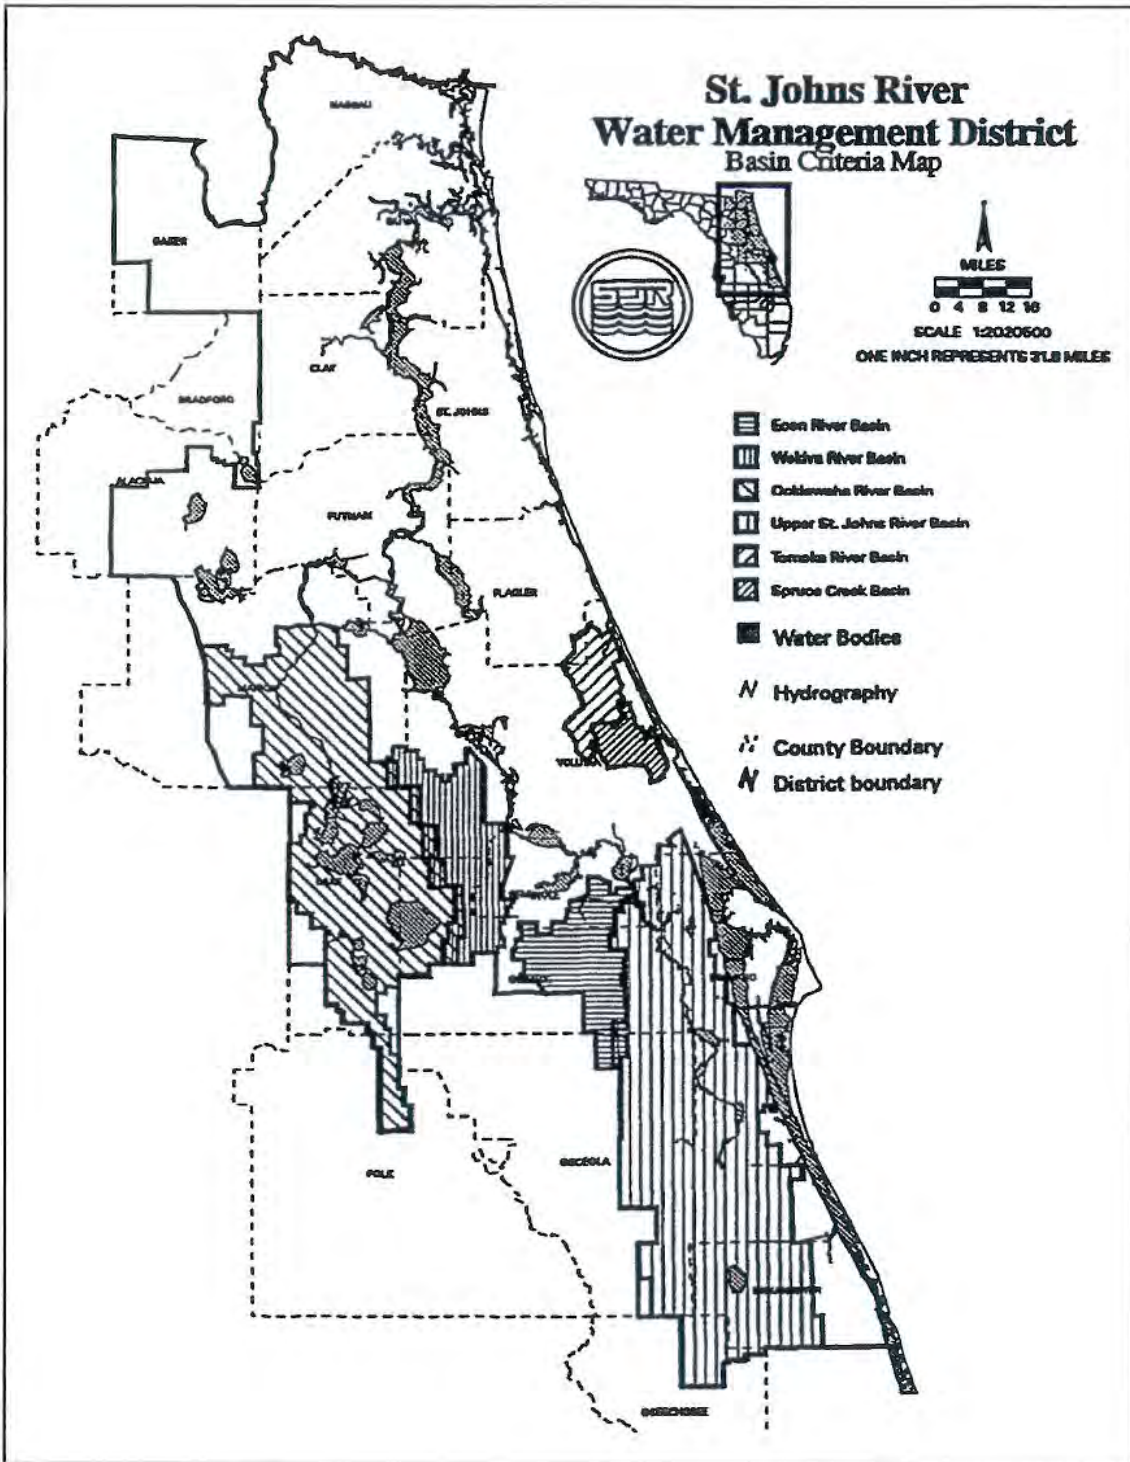 St. Johns River
Water Management District
Basin Criteria Map
SJR
MILES
0 4 8 12 16
SCALE 1:2020500
ONE INCH REPRESENTS 31.8 MILES
Econ River Basin
Wekiva River Basin
Ocklawaha River Basin
Upper St. Johns River Basin
Tomoka River Basin
Spruce Creek Basin
Water Bodies
Hydrography
County Boundary
District boundary
NASSAU
BAKER
CLAY
BRADFORD
ST. JOHNS
ALACHUA
PUTNAM
FLAGLER
MARION
VOLUSIA
LAKE
SEMINOLE
OSCEOLA
POLK
OKEECHOBEE